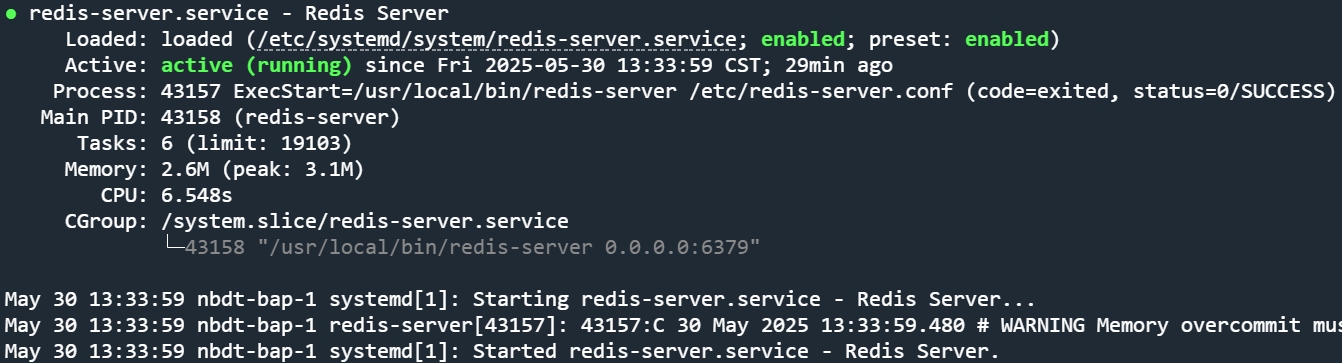 ● redis-server.service - Redis Server
Loaded: loaded (/etc/systemd/system/redis-server.service; enabled; preset: enabled)
Active: active (running) since Fri 2025-05-30 13:33:59 CST; 29min ago
Process: 43157 ExecStart=/usr/local/bin/redis-server /etc/redis-server.conf (code=exited, status=0/SUCCESS)
Main PID: 43158 (redis-server)
Tasks: 6 (limit: 19103)
Memory: 2.6M (peak: 3.1M)
CPU: 6.548s
CGroup: /system.slice/redis-server.service
└─43158 "/usr/local/bin/redis-server 0.0.0.0:6379"
May 30 13:33:59 nbdt-bap-1 systemd[1]: Starting redis-server.service - Redis Server...
May 30 13:33:59 nbdt-bap-1 redis-server[43157]: 43157:C 30 May 2025 13:33:59.480 # WARNING Memory overcommit mus
May 30 13:33:59 nbdt-bap-1 systemd[1]: Started redis-server.service - Redis Server.